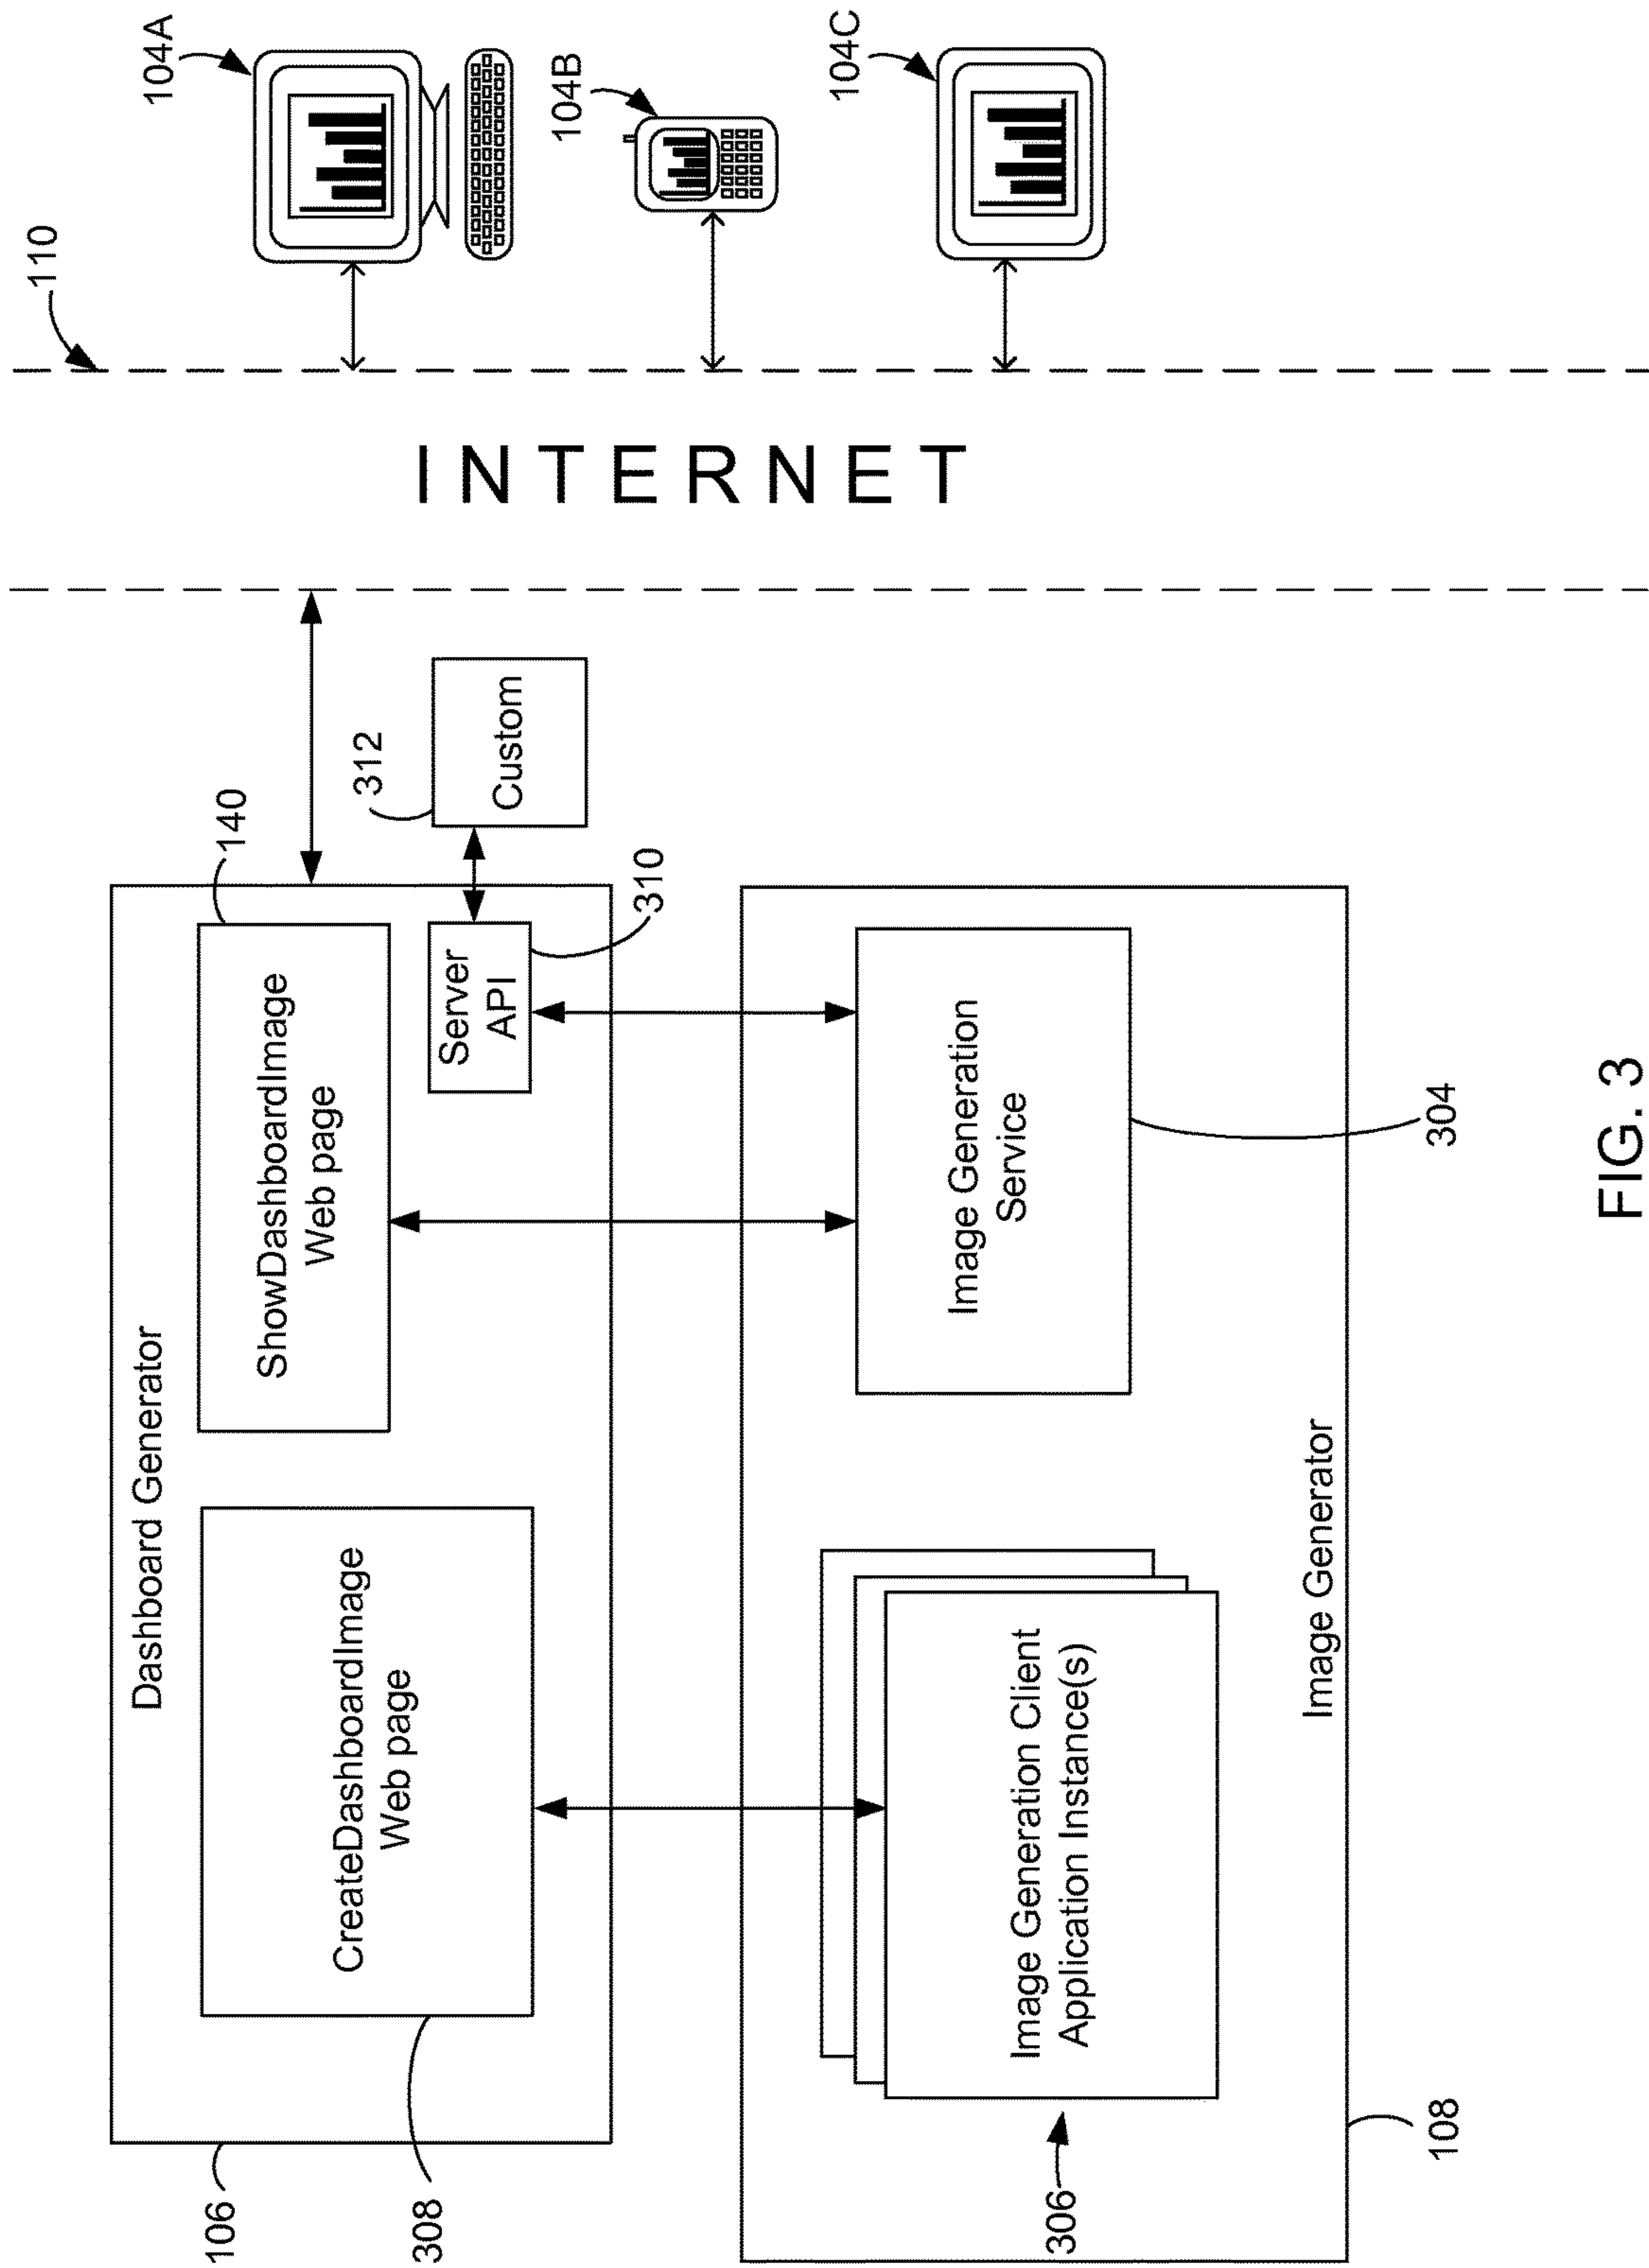 106
308
Dashboard Generator
CreateDashboardImage
Web page
ShowDashboardImage
Web page
140
Server
API
310
312
Custom
INTERNET
110
104A
104B
104C
306
Image Generation Client
Application Instance(s)
Image Generation
Service
304
Image Generator
108
FIG. 3